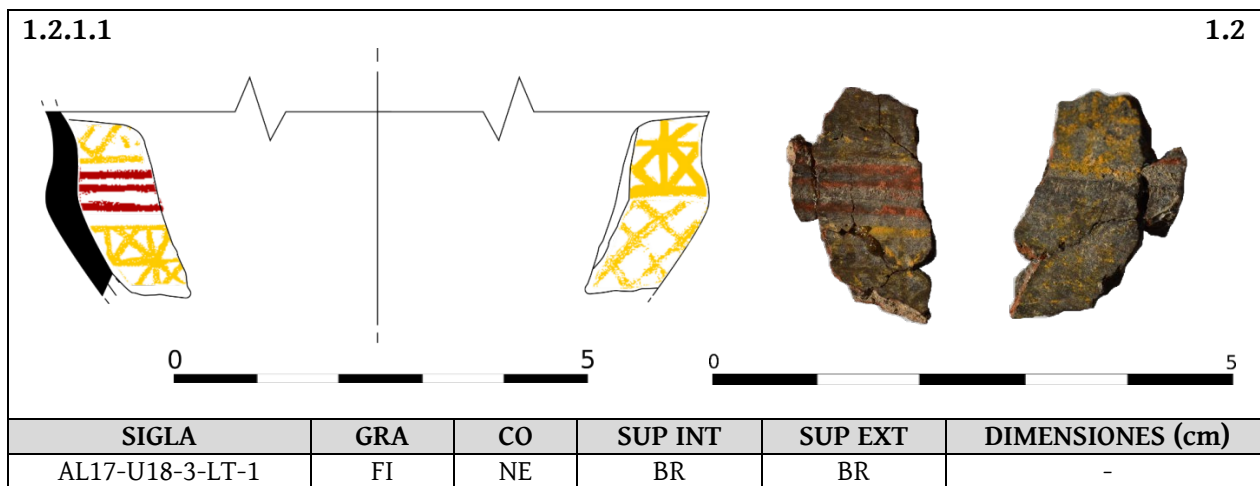 1.2.1.1 1.2
0 5 0 5
SIGLA GRA CO SUP INT SUP EXT DIMENSIONES (cm)
AL17-U18-3-LT-1 FI NE BR BR -